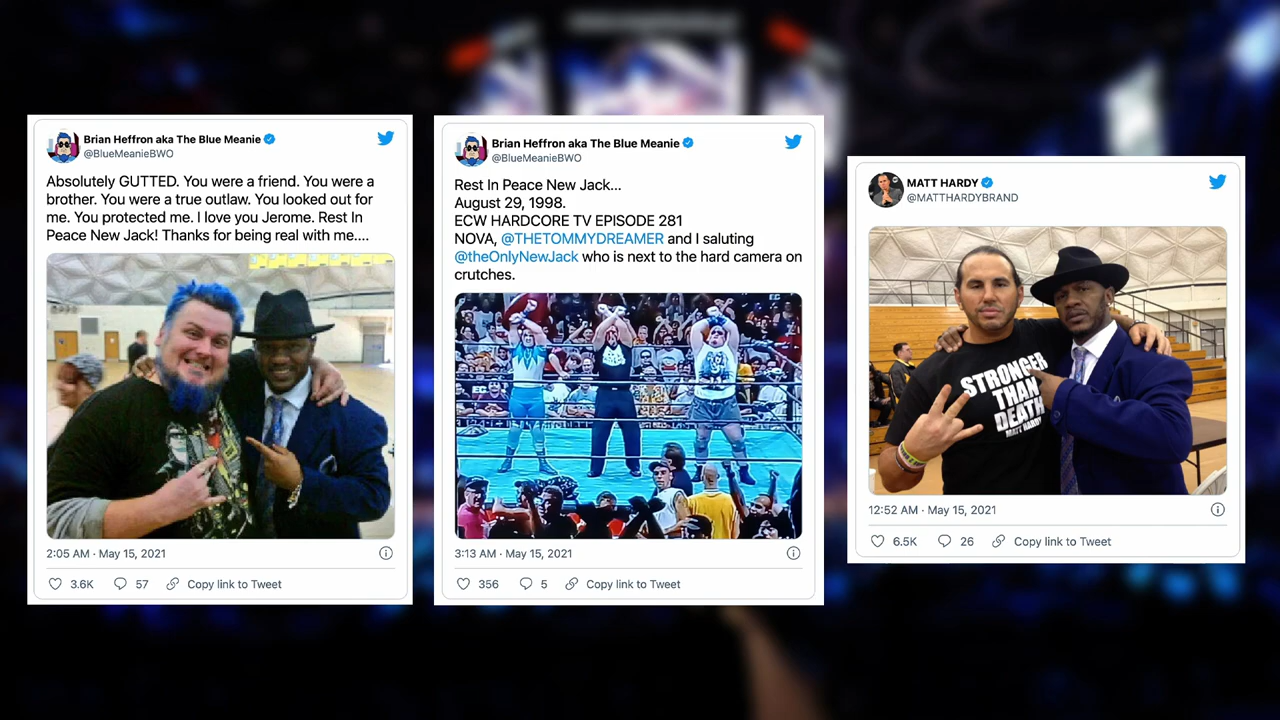 Brian Heffron aka The Blue Meanie
@BlueMeanieBWO
Absolutely GUTTED. You were a friend. You were a
brother. You were a true outlaw. You looked out for
me. You protected me. I love you Jerome. Rest In
Peace New Jack! Thanks for being real with me....
2:05 AM · May 15, 2021
3.6K 57 Copy link to Tweet
Brian Heffron aka The Blue Meanie
@BlueMeanieBWO
Rest In Peace New Jack...
August 29, 1998.
ECW HARDCORE TV EPISODE 281
NOVA, @THETOMMYDREAMER and I saluting
@theOnlyNewJack who is next to the hard camera on
crutches.
3:13 AM · May 15, 2021
356 5 Copy link to Tweet
MATT HARDY
@MATTHARDYBRAND
STRONGER
THAN
DEATH
MATT HARDY
12:52 AM · May 15, 2021
6.5K 26 Copy link to Tweet